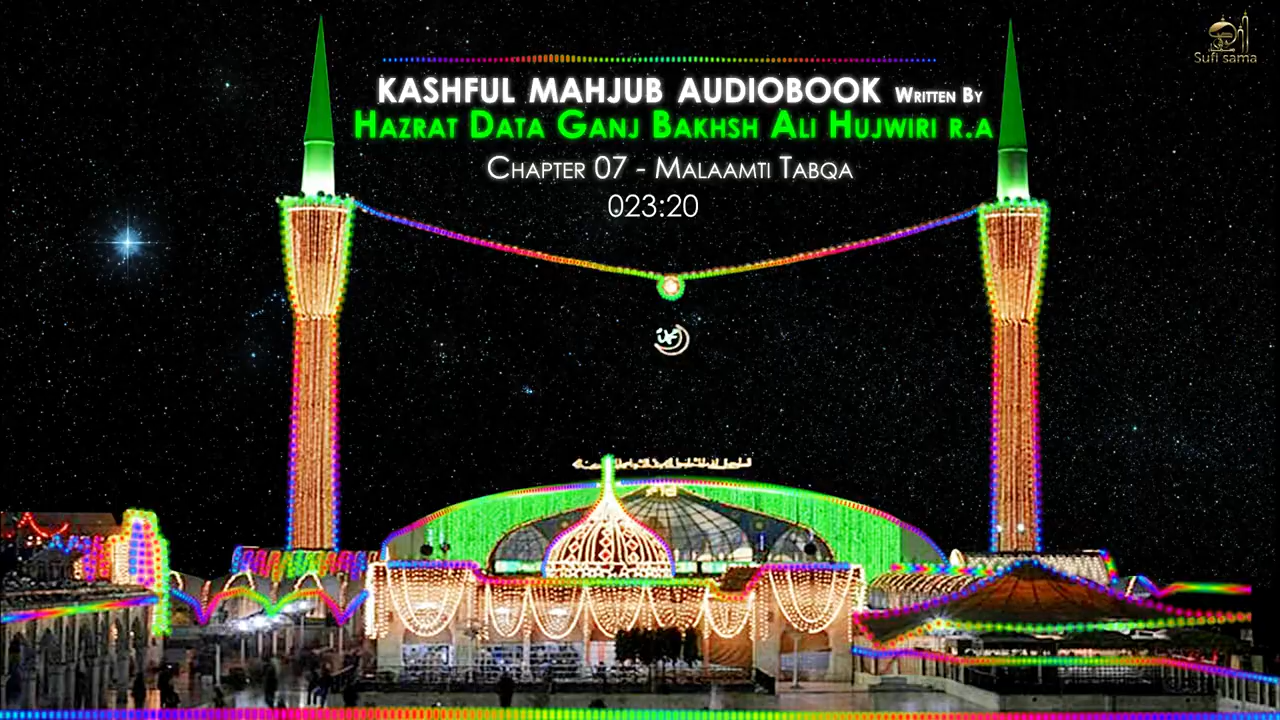 KASHFUL MAHJUB AUDIOBOOK WRITTEN BY
HAZRAT DATA GANJ BAKHSH ALI HUJWIRI R.A
CHAPTER 07 - MALAAMTI TABQA
023:20
Sufi sama